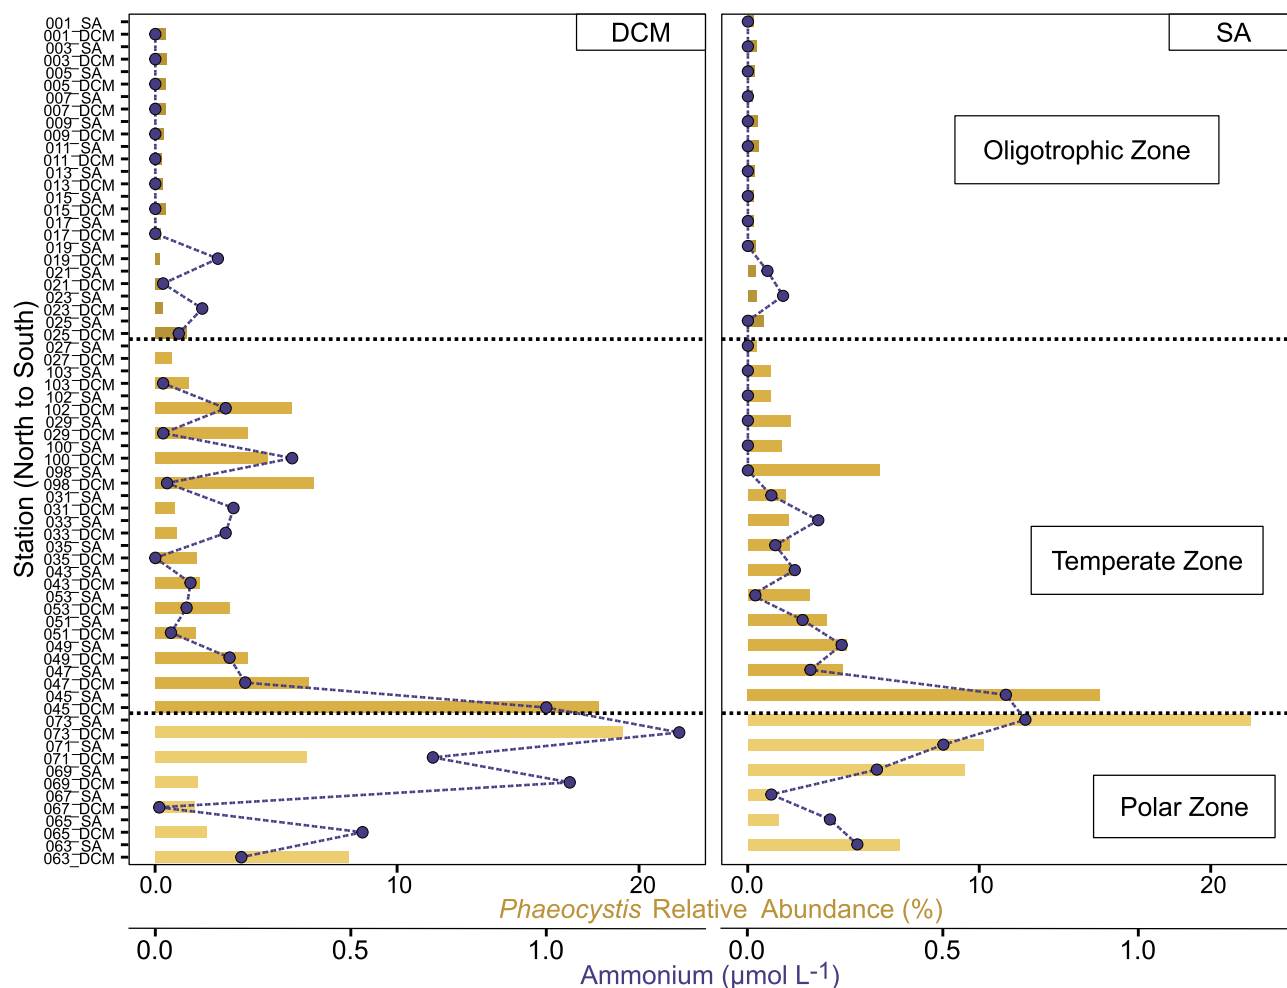 DCM
SA
001_SA
001_DCM
003_SA
003_DCM
005_SA
005_DCM
007_SA
007_DCM
009_SA
009_DCM
011_SA
011_DCM
013_SA
013_DCM
015_SA
015_DCM
017_SA
017_DCM
019_SA
019_DCM
021_SA
021_DCM
023_SA
023_DCM
025_SA
025_DCM
027_SA
027_DCM
103_SA
103_DCM
102_SA
102_DCM
029_SA
029_DCM
100_SA
100_DCM
098_SA
098_DCM
031_SA
031_DCM
033_SA
033_DCM
035_SA
035_DCM
043_SA
043_DCM
053_SA
053_DCM
051_SA
051_DCM
049_SA
049_DCM
047_SA
047_DCM
045_SA
045_DCM
073_SA
073_DCM
071_SA
071_DCM
069_SA
069_DCM
067_SA
067_DCM
065_SA
065_DCM
063_SA
063_DCM
Station (North to South)
Oligotrophic Zone
Temperate Zone
Polar Zone
0.0 10 20 0.0 10 20
Phaeocystis Relative Abundance (%)
0.0 0.5 1.0 0.0 0.5 1.0
Ammonium (µmol L-1)